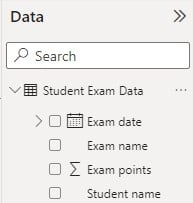 Data
Search
Student Exam Data
Exam date
Exam name
Exam points
Student name